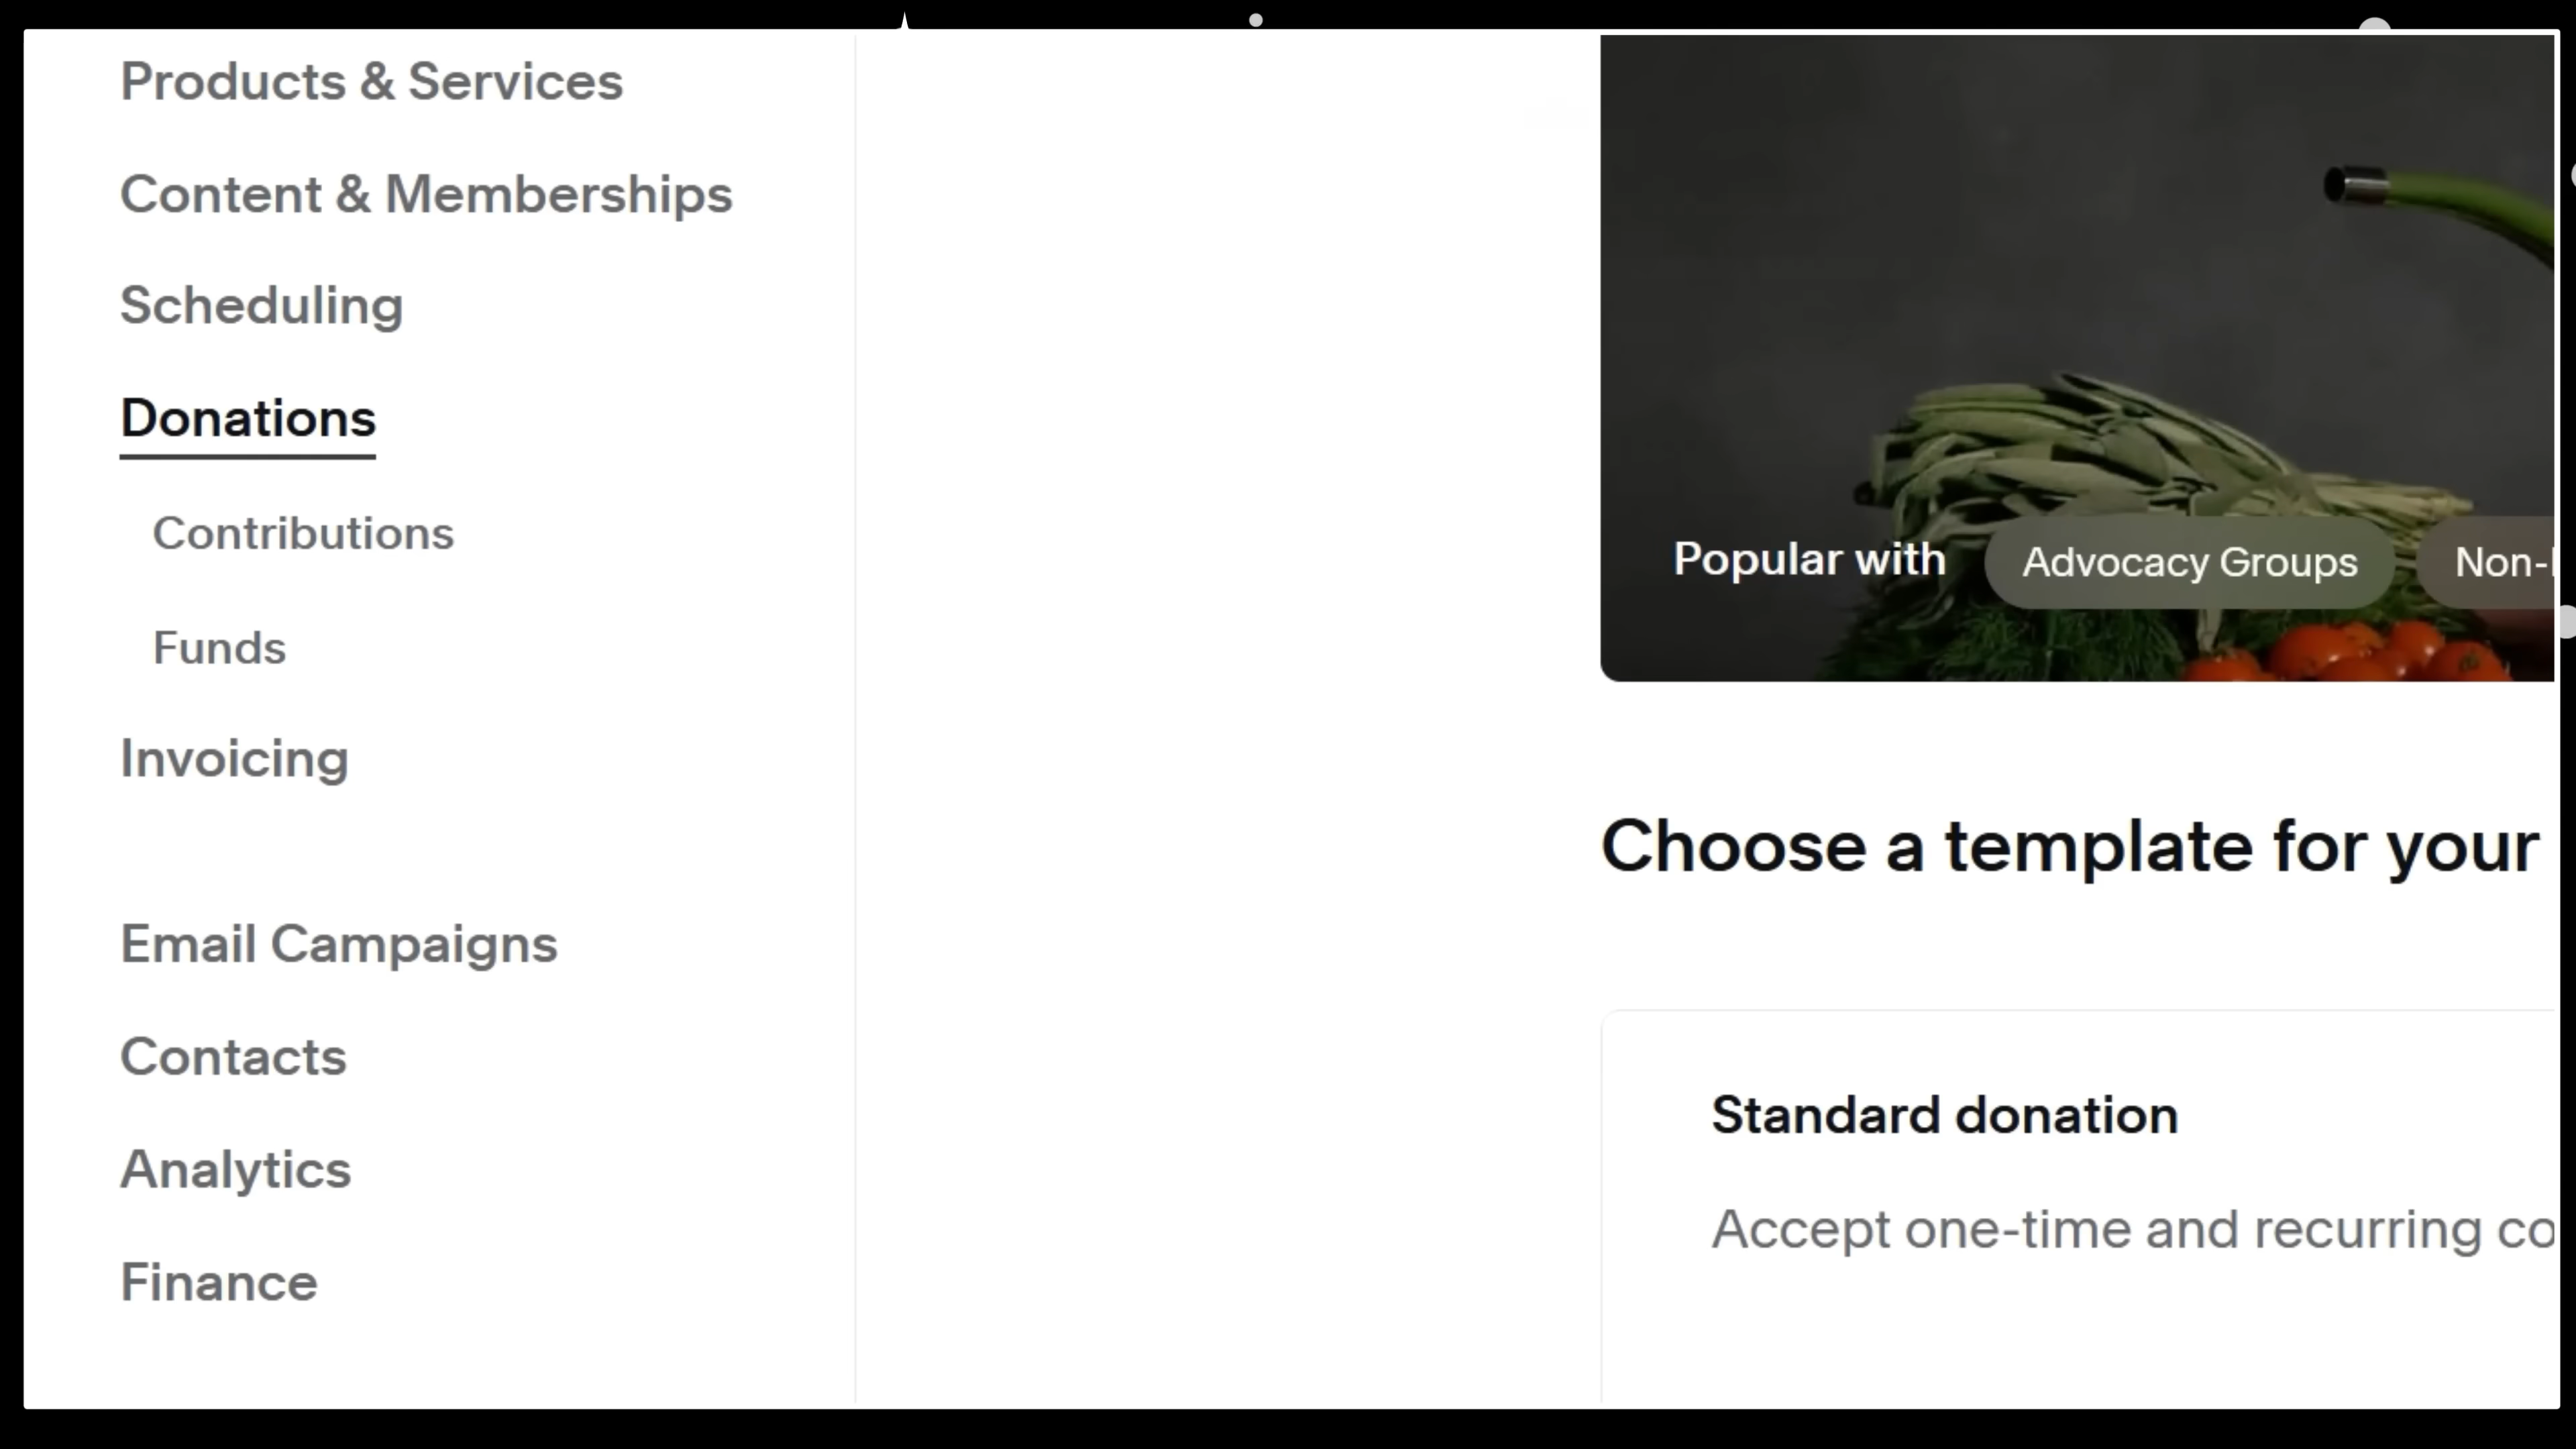 Products & Services
Content & Memberships
Scheduling
Donations
Contributions
Funds
Invoicing
Email Campaigns
Contacts
Analytics
Finance
Popular with
Advocacy Groups
Choose a template for your
Standard donation
Accept one-time and recurring